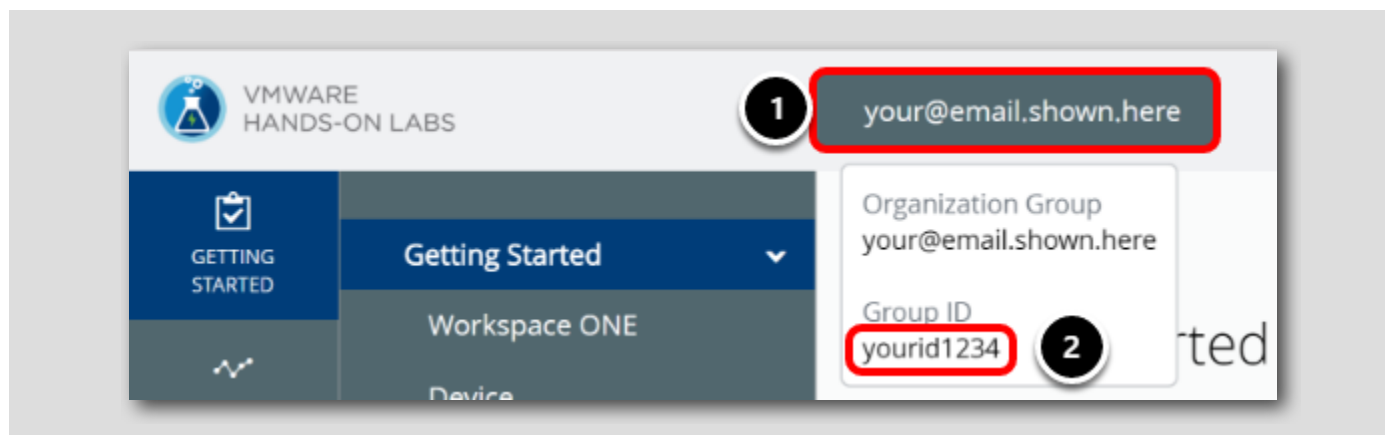 VMWARE
HANDS-ON LABS
1
your@email.shown.here
GETTING
STARTED
Getting Started
Workspace ONE
Device
Organization Group
your@email.shown.here
Group ID
yourid1234
2
rted